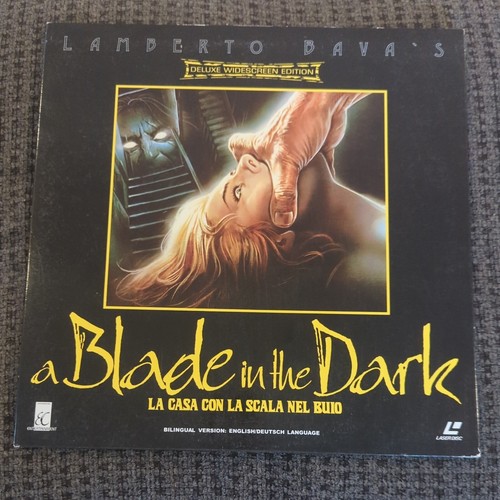 LAMBERTO BAVA'S
DELUXE WIDESCREEN EDITION
a Blade in the Dark
LA CASA CON LA SCALA NEL BUIO
BILINGUAL VERSION: ENGLISH/DEUTSCH LANGUAGE
EC
LASERDISC